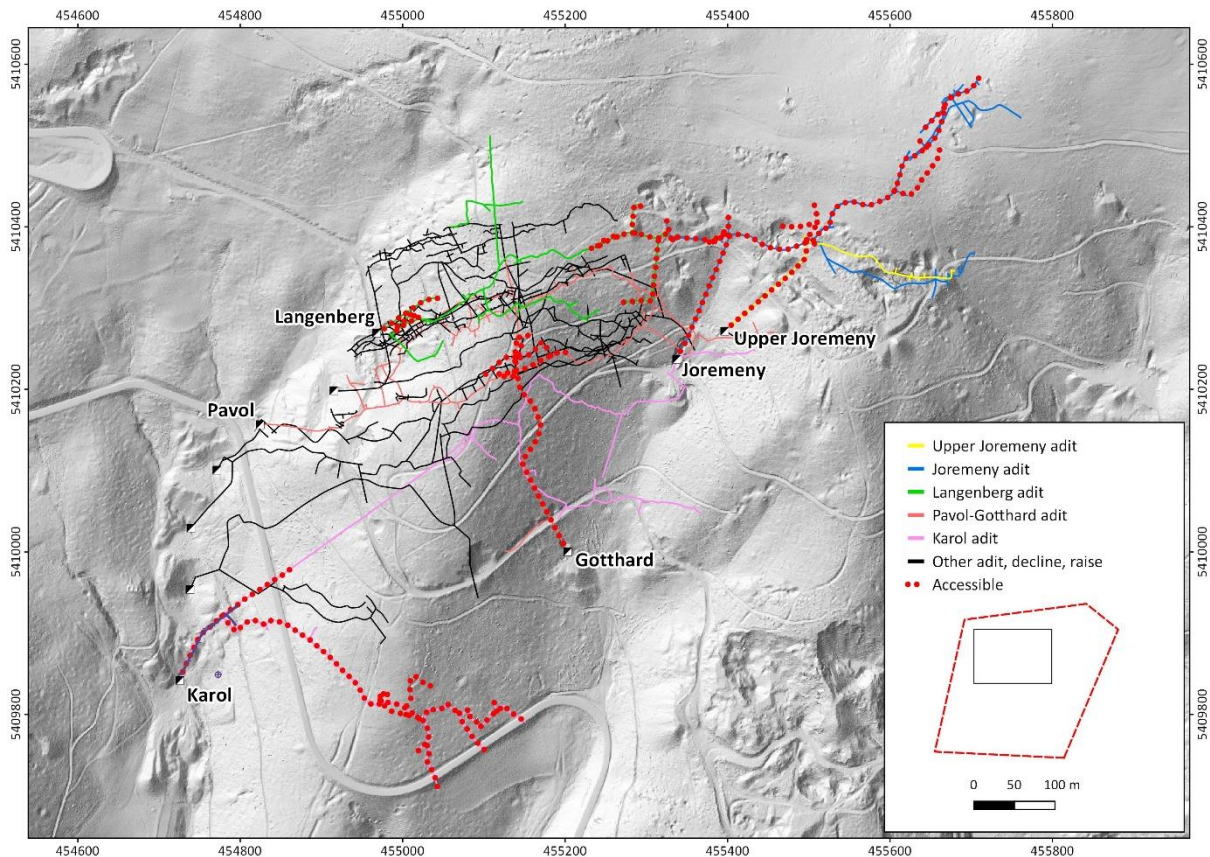 454600 454800 455000 455200 455400 455600 455800
5410600 5410600
5410400 5410400
Langenberg
Upper Joremeny
Joremeny
5410200 5410200
Pavol
Upper Joremeny adit
Joremeny adit
Langenberg adit
Pavol-Gotthard adit
Karol adit
5410000 5410000
Gotthard
Other adit, decline, raise
Accessible
Karol
5409800 5409800
0 50 100 m
454600 454800 455000 455200 455400 455600 455800